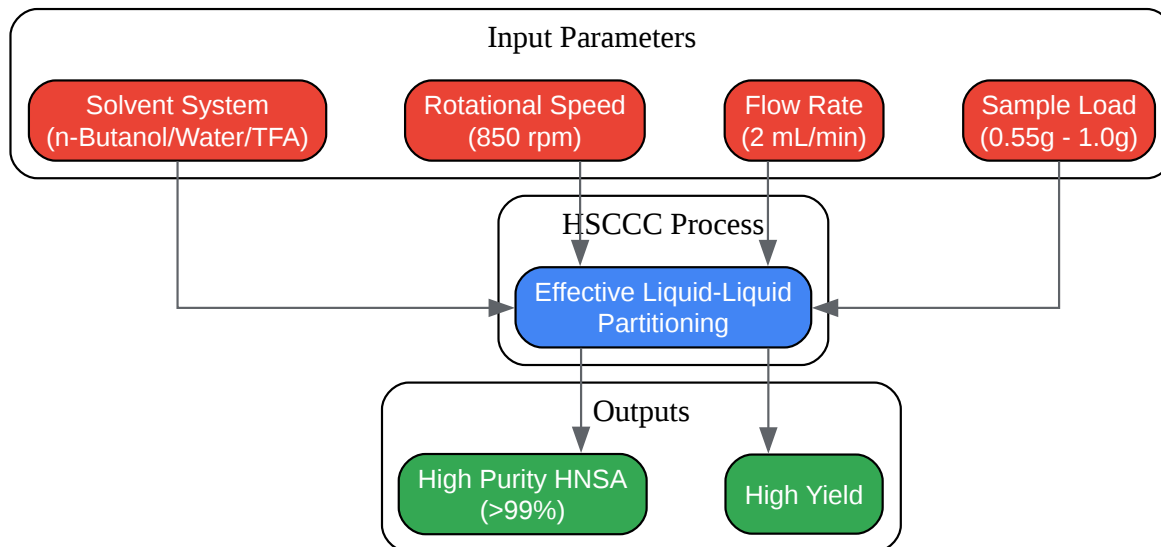 Input Parameters
Solvent System
(n-Butanol/Water/TFA)
Rotational Speed
(850 rpm)
Flow Rate
(2 mL/min)
Sample Load
(0.55g - 1.0g)
HSCCC Process
Effective Liquid-Liquid
Partitioning
Outputs
High Purity HNSA
(>99%)
High Yield